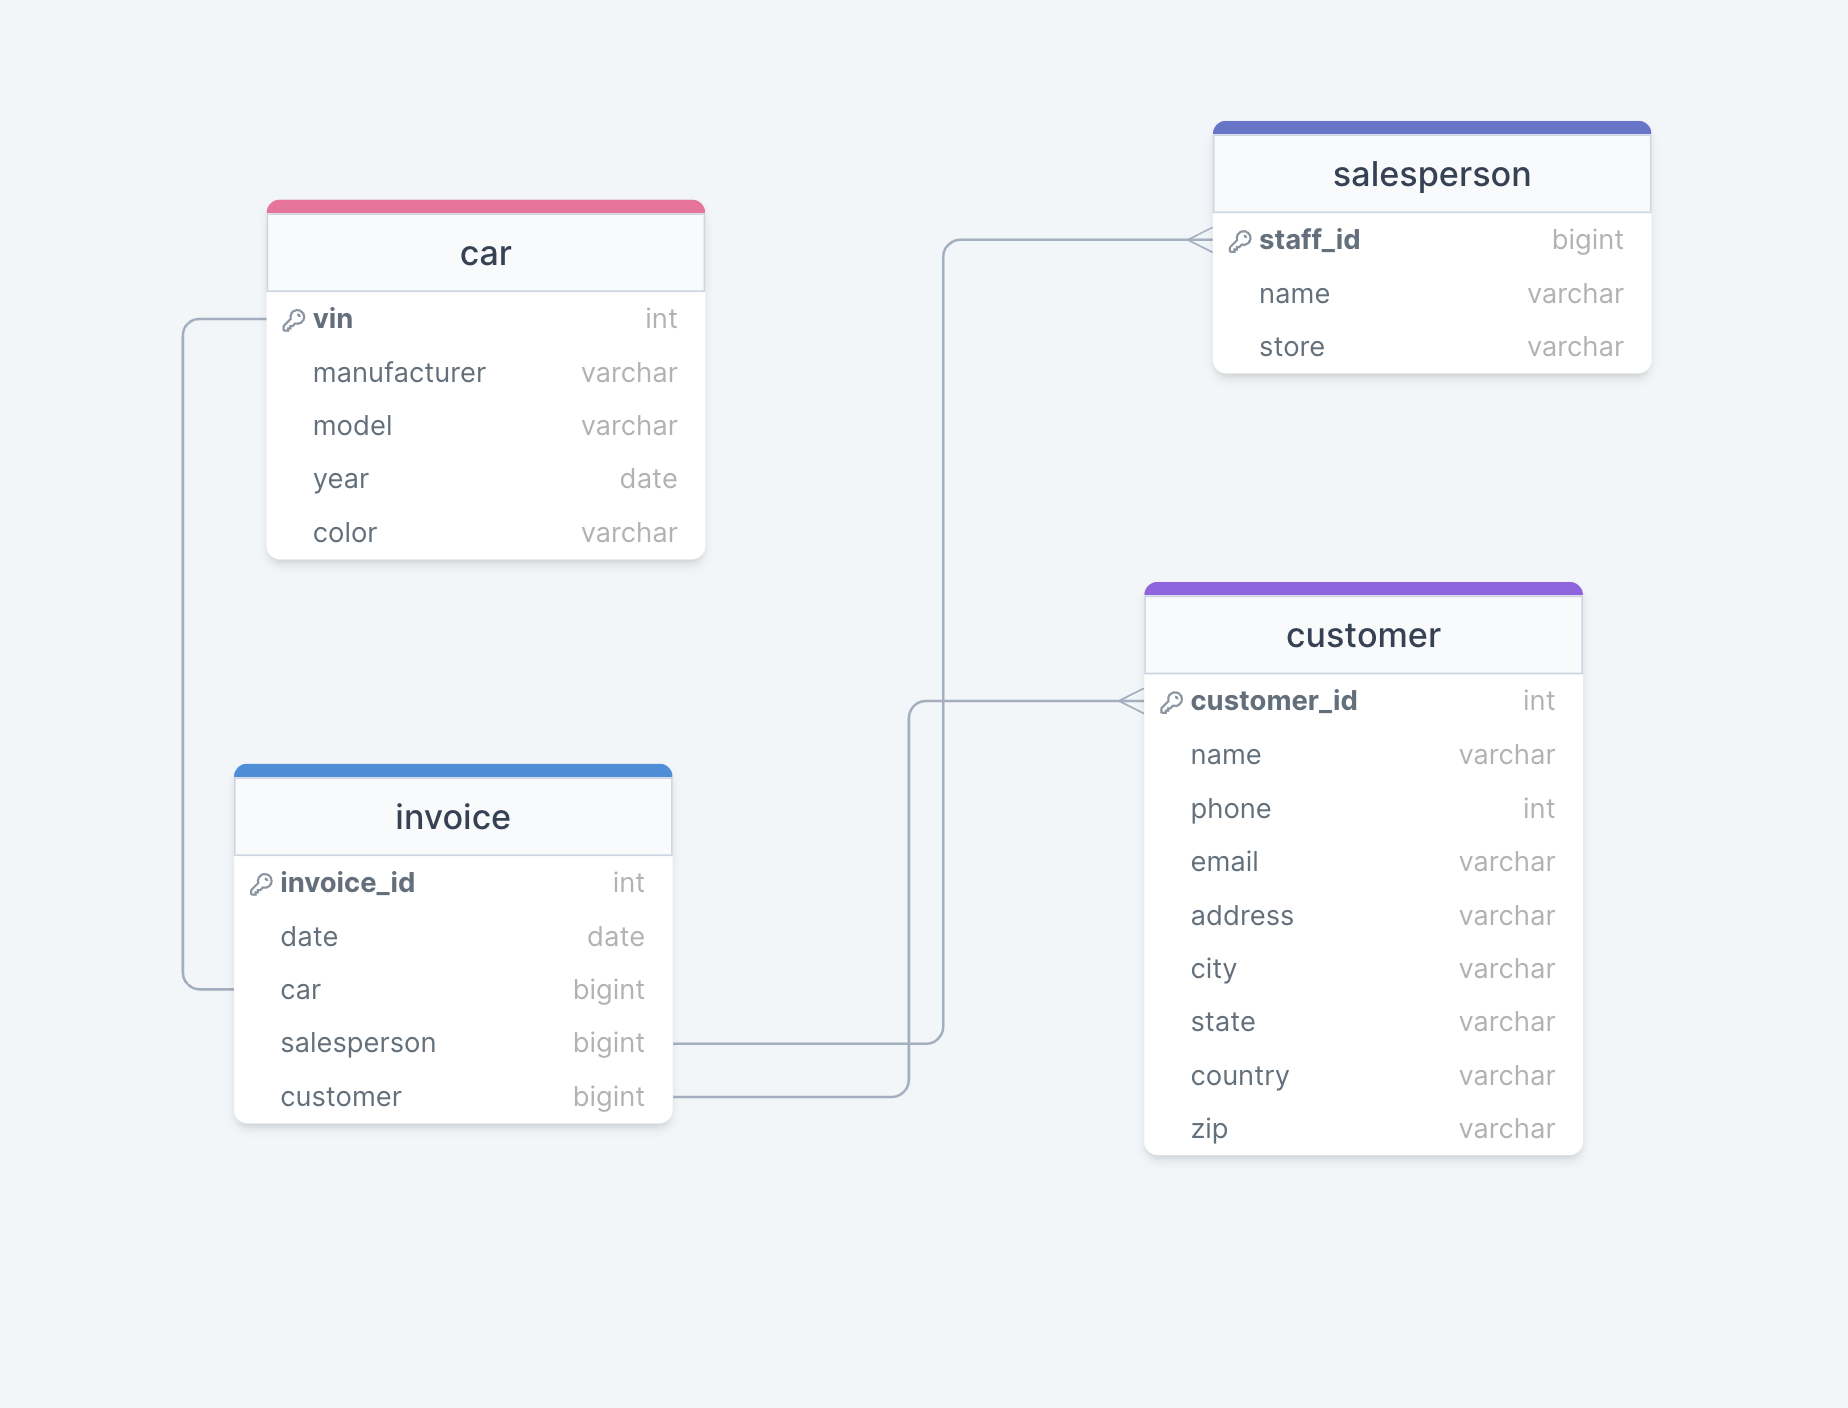 car
vin int
manufacturer varchar
model varchar
year date
color varchar
salesperson
staff_id bigint
name varchar
store varchar
invoice
invoice_id int
date date
car bigint
salesperson bigint
customer bigint
customer
customer_id int
name varchar
phone int
email varchar
address varchar
city varchar
state varchar
country varchar
zip varchar